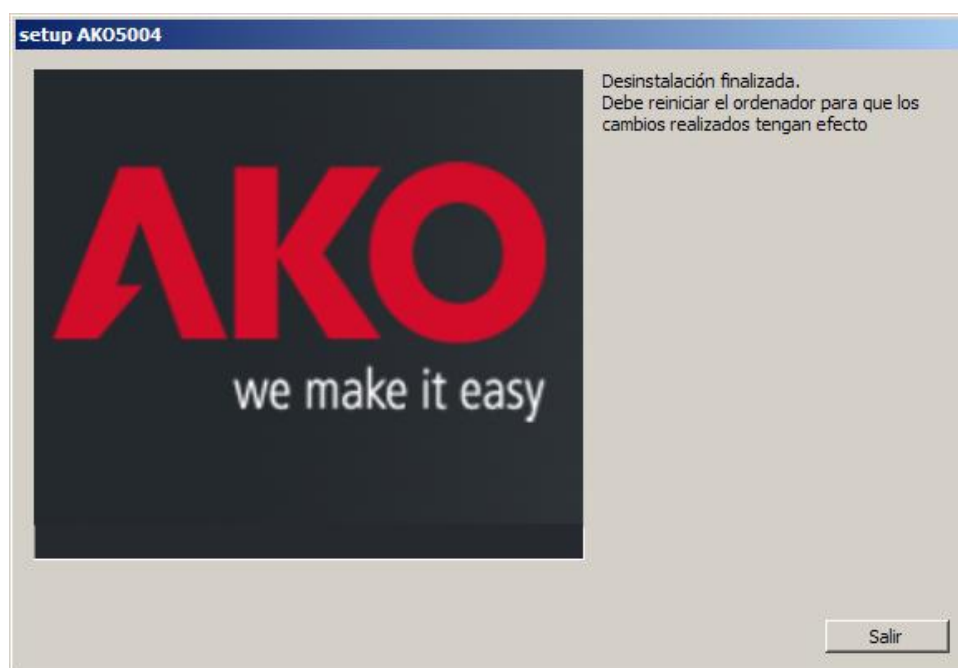 setup AKO5004
Desinstalación finalizada.
Debe reiniciar el ordenador para que los
cambios realizados tengan efecto
AKO
we make it easy
Salir